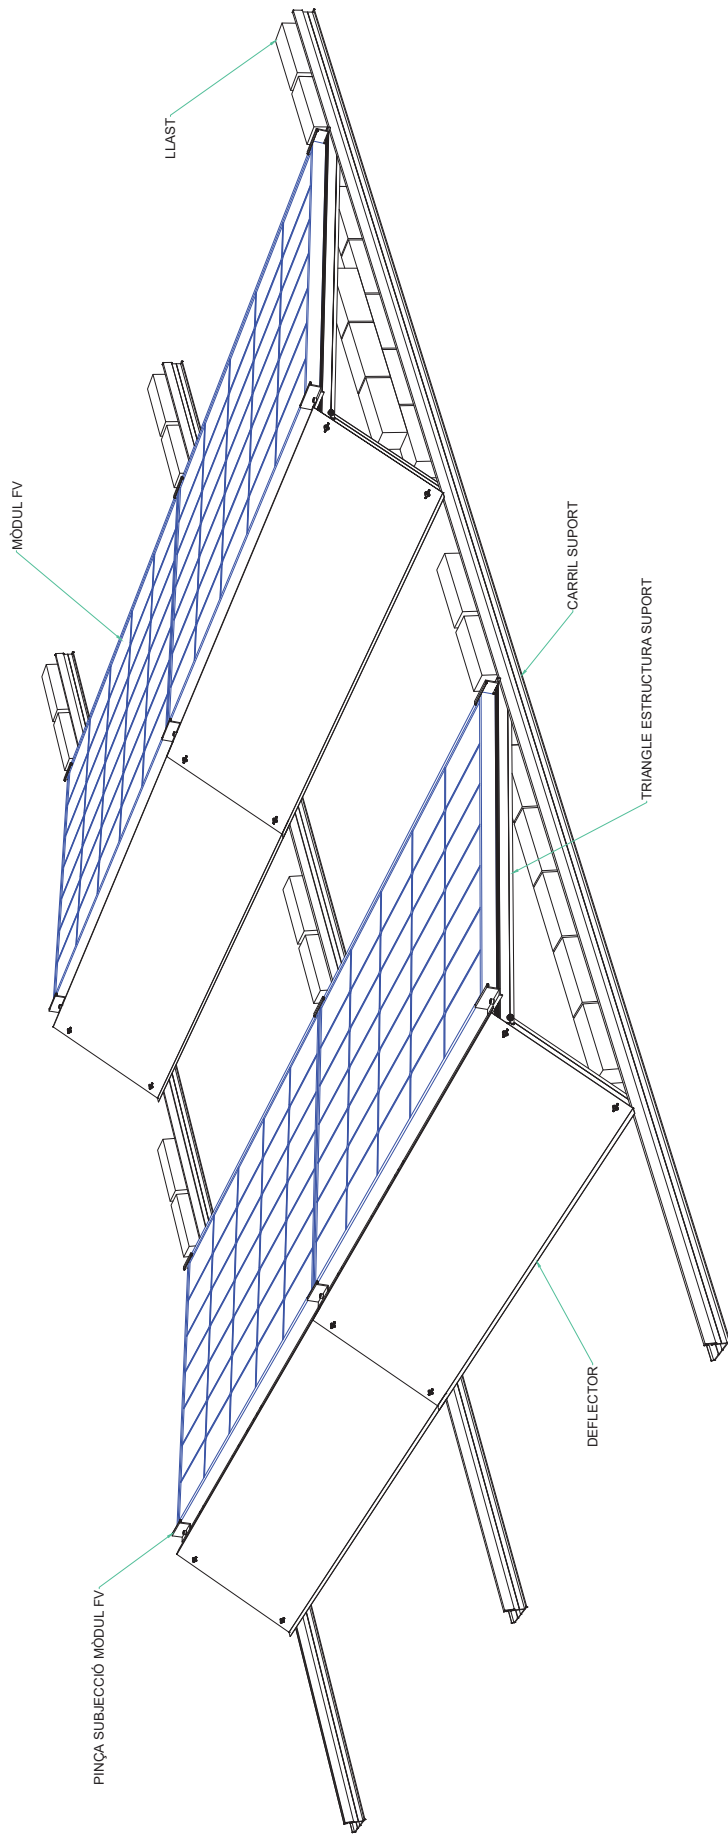 LLAST
MÒDUL FV
CARRIL SUPORT
TRIANGLE ESTRUCTURA SUPORT
DEFLECTOR
PINÇA SUBJECCIÓ MÒDUL FV